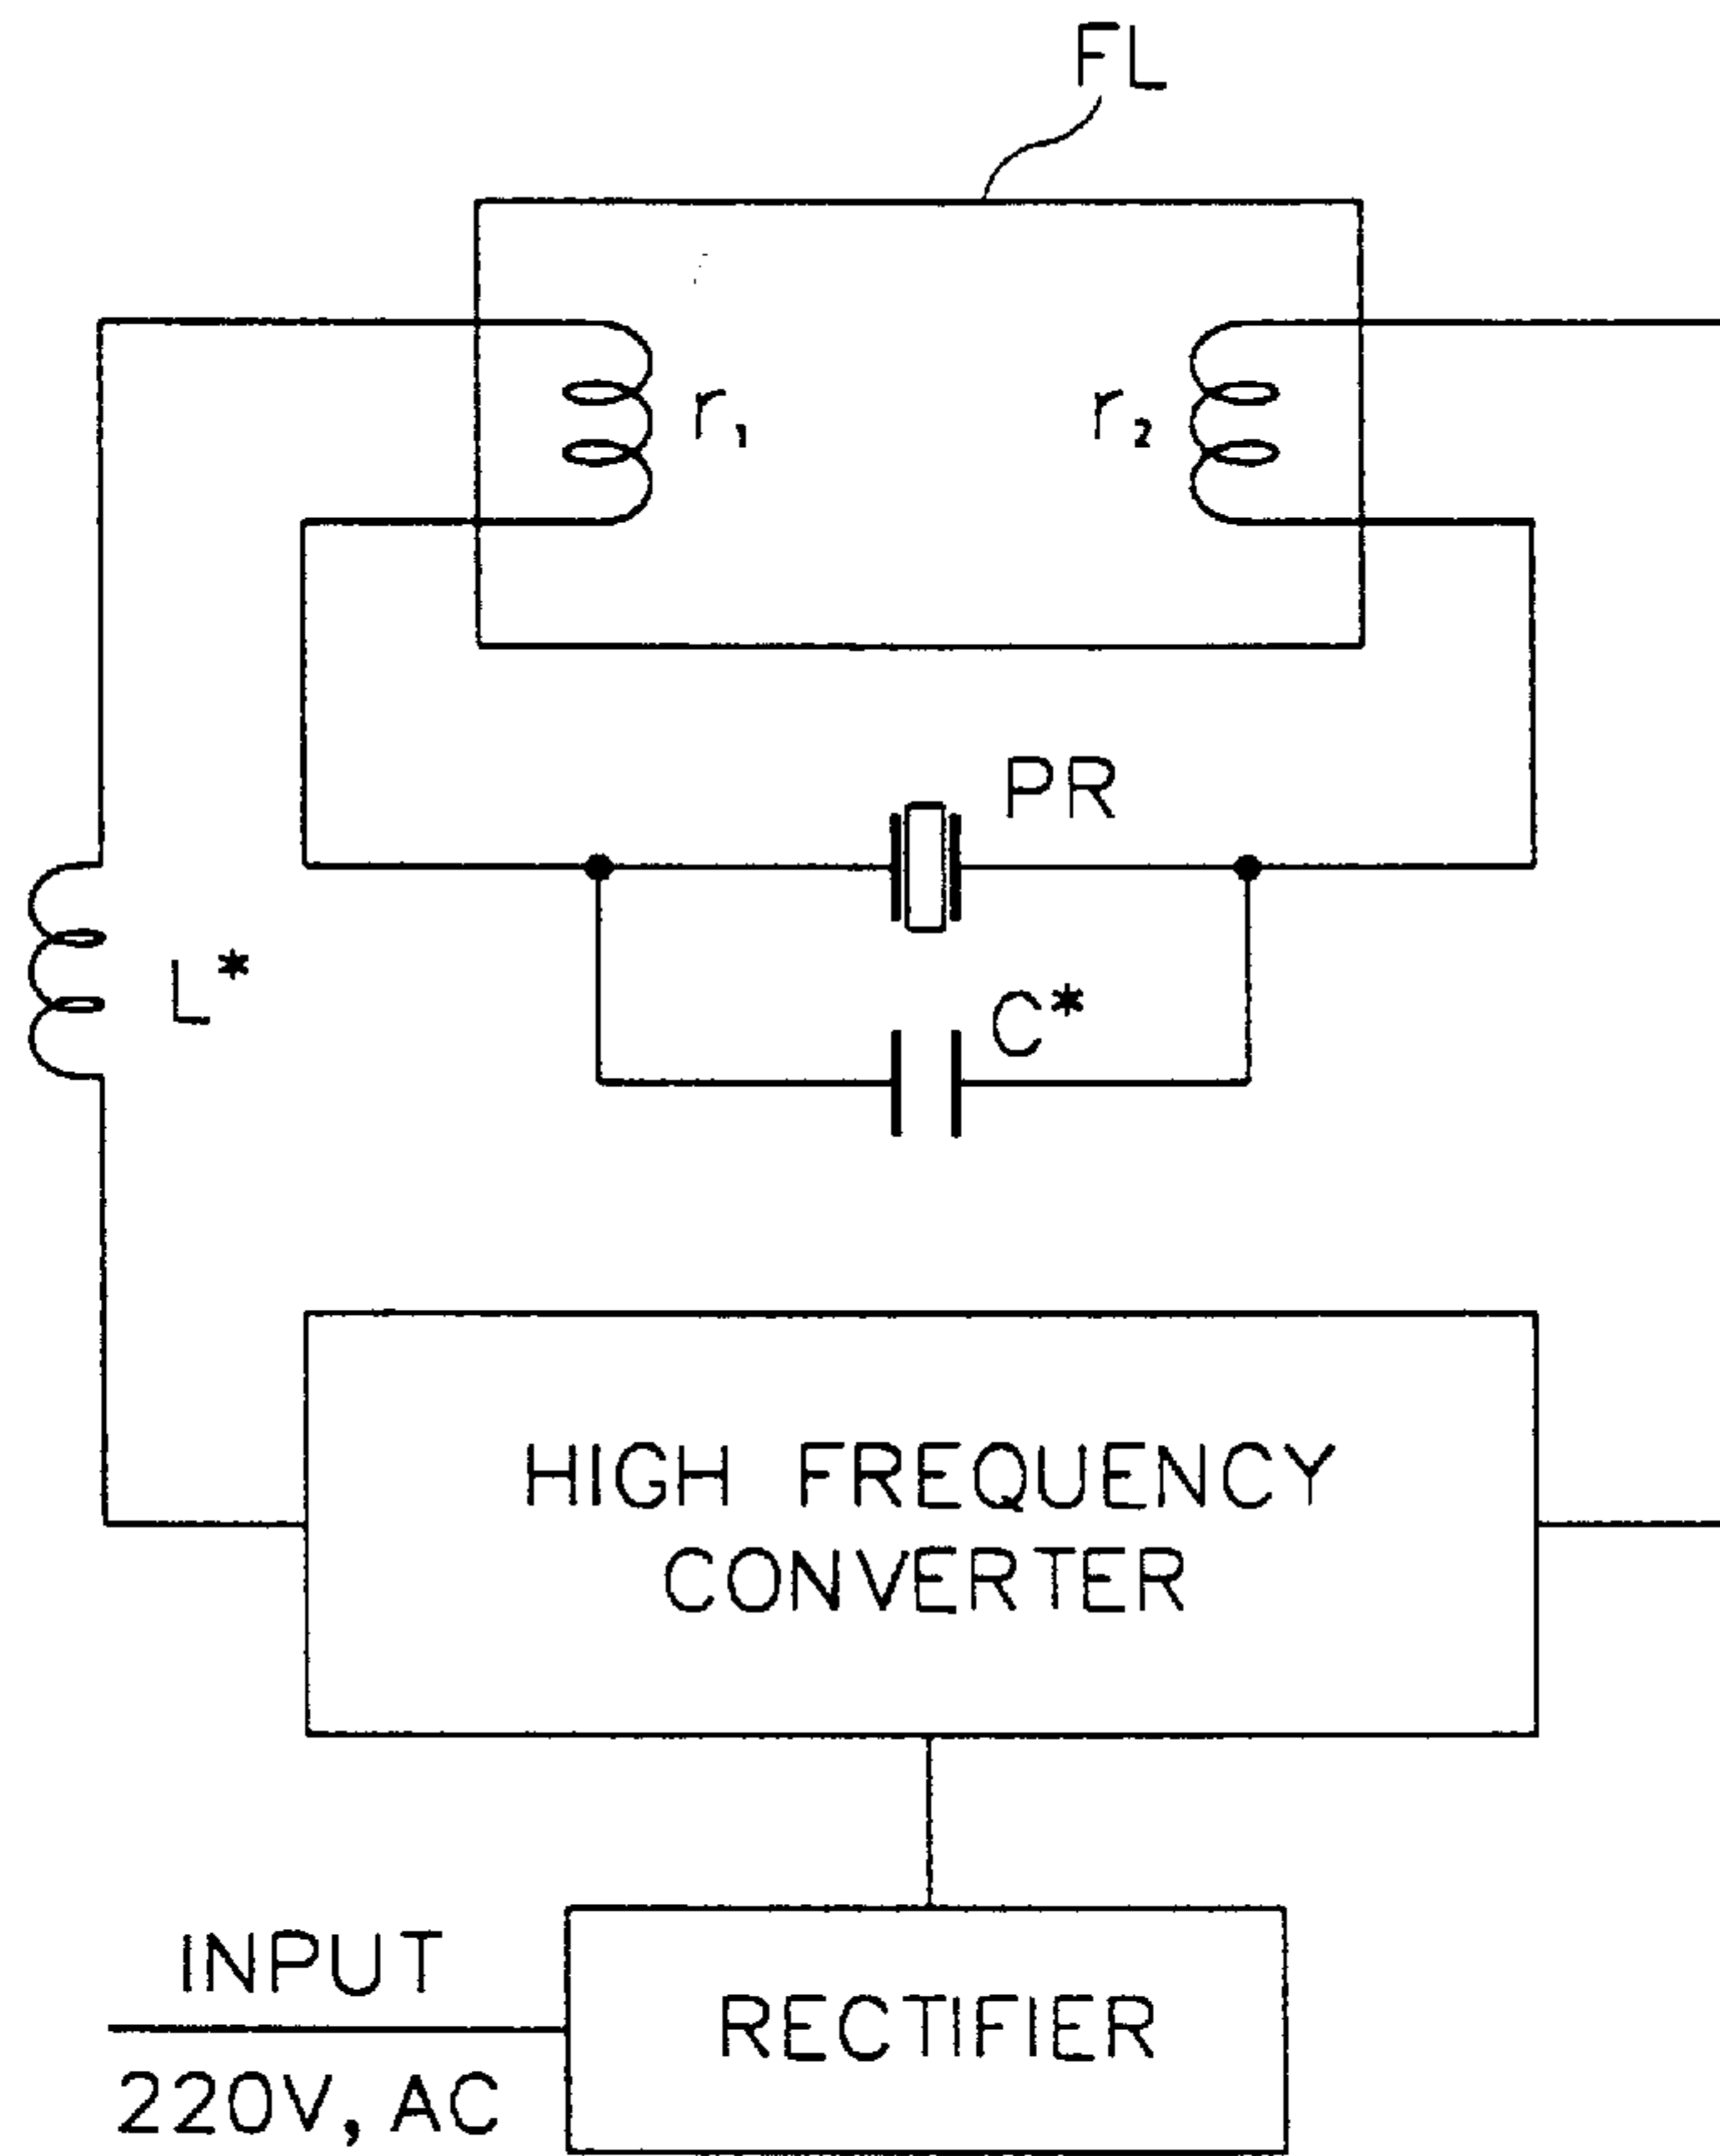 FL
r₁
r₂
PR
L*
C*
HIGH FREQUENCY
CONVERTER
INPUT
220V, AC
RECTIFIER